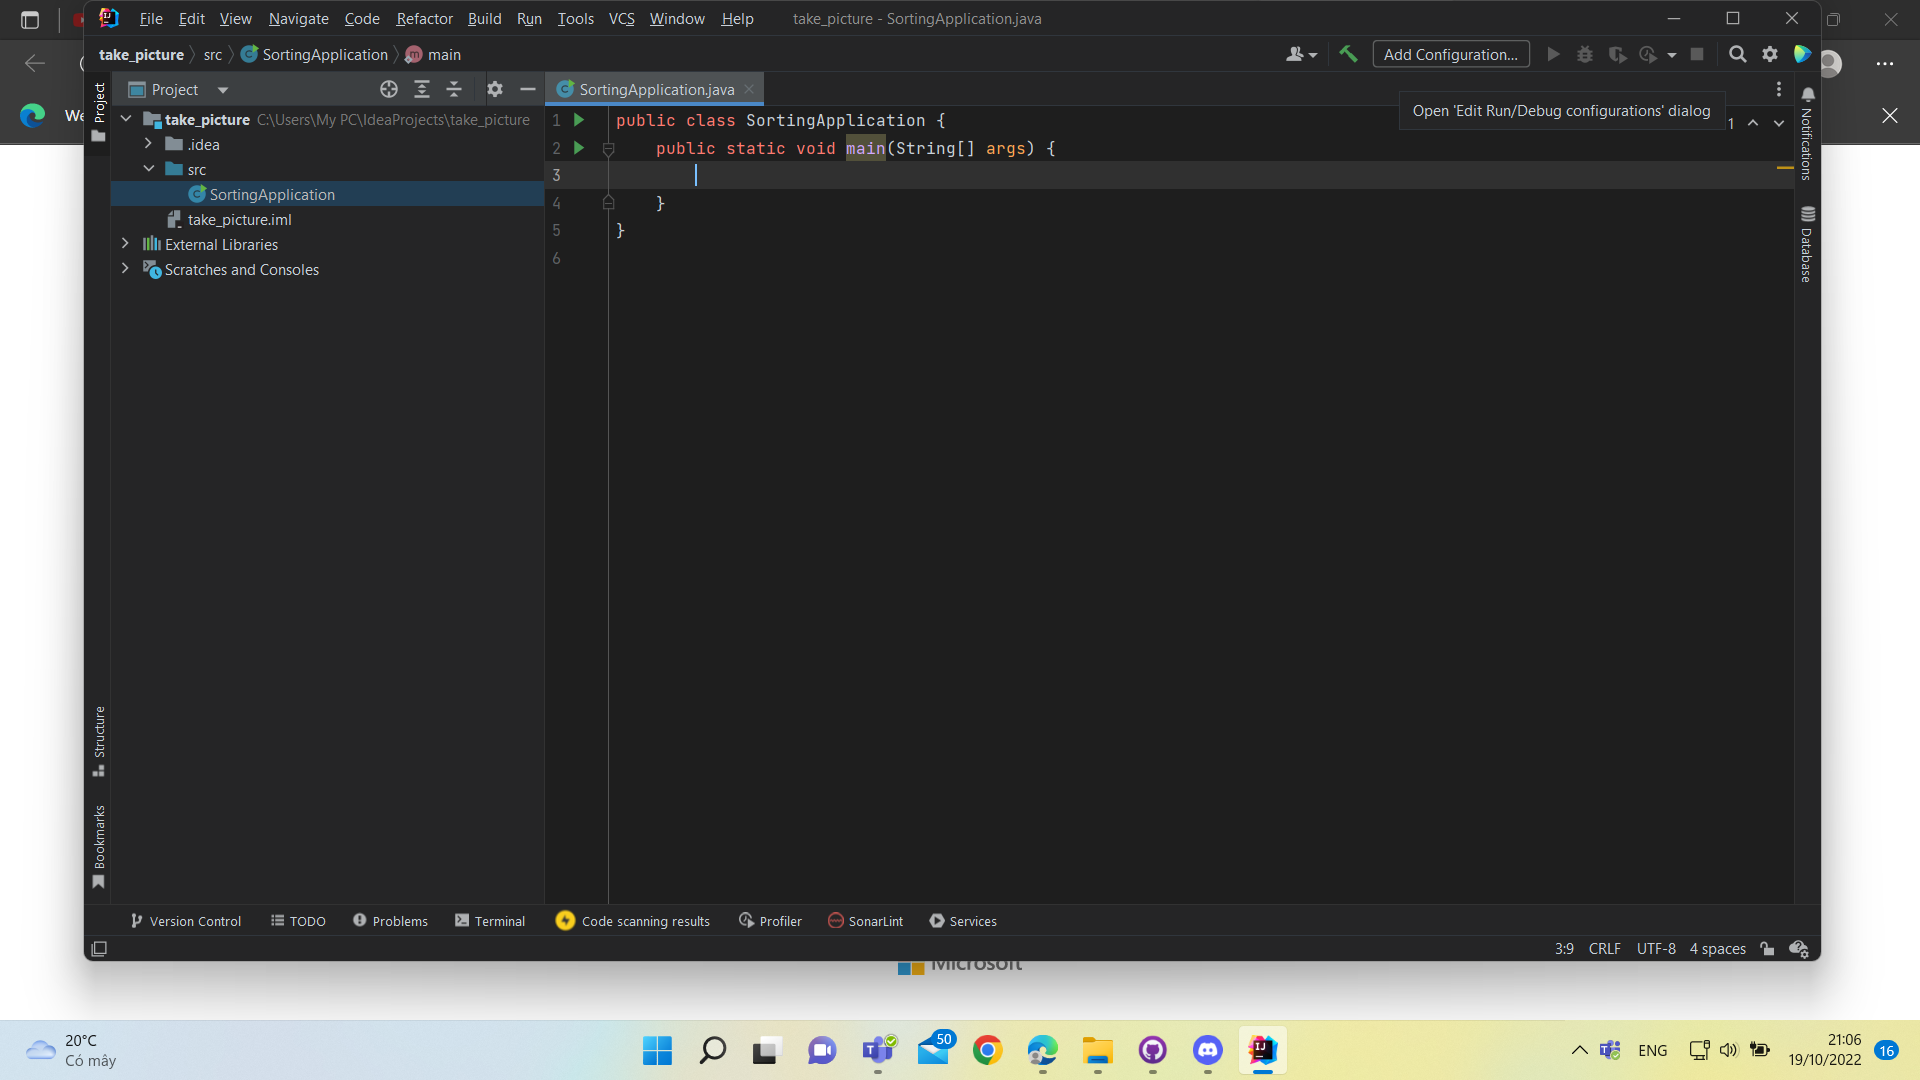 File Edit View Navigate Code Refactor Build Run Tools VCS Window Help take_picture - SortingApplication.java
take_picture src SortingApplication main Add Configuration...
Project SortingApplication.java
Open 'Edit Run/Debug configurations' dialog
1
We
Project
take_picture C:\Users\My PC\IdeaProjects\take_picture
.idea
src
SortingApplication
take_picture.iml
External Libraries
Scratches and Consoles
1 public class SortingApplication {
2 public static void main(String[] args) {
3
4 }
5 }
6
Notifications
Database
Structure
Bookmarks
Version Control TODO Problems Terminal Code scanning results Profiler SonarLint Services
3:9 CRLF UTF-8 4 spaces
Microsoft
20°C
Có mây
50
ENG
21:06
19/10/2022
16